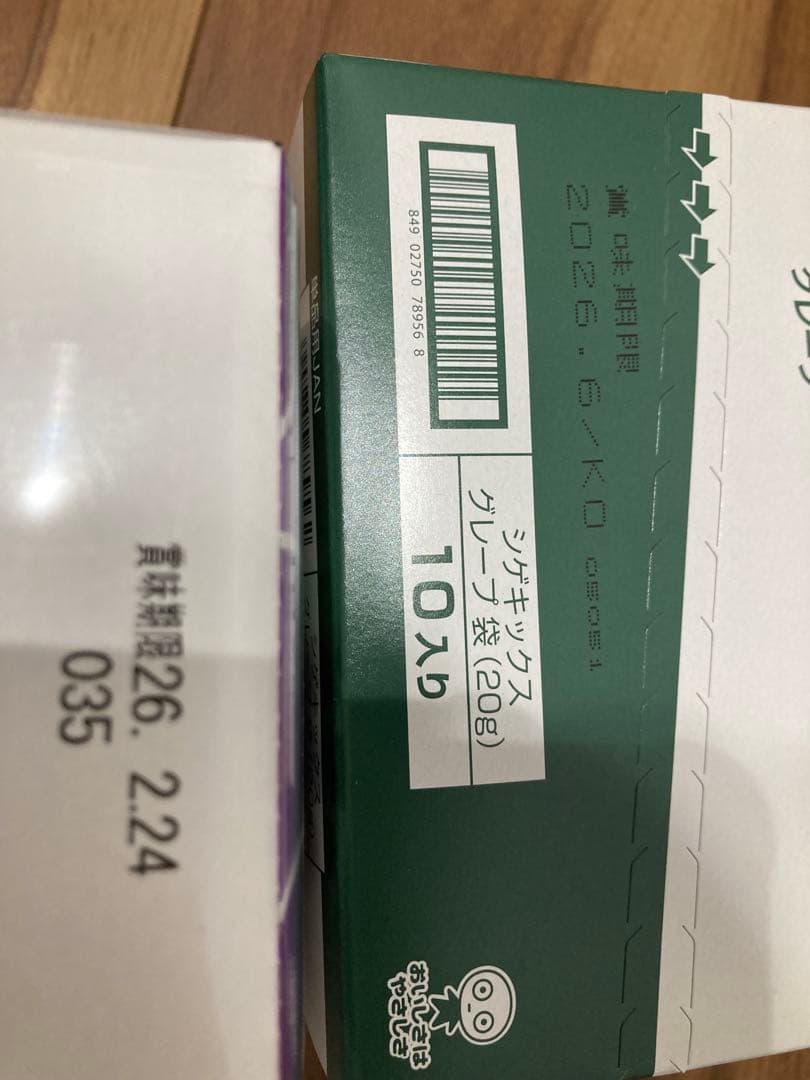 賞味期限26. 2.24
035
849 02750 78956 8
賞味期限
2026.6/KO
シゲキックス
グレープ 袋(20g)
10入り
おいしさは
やさしさ